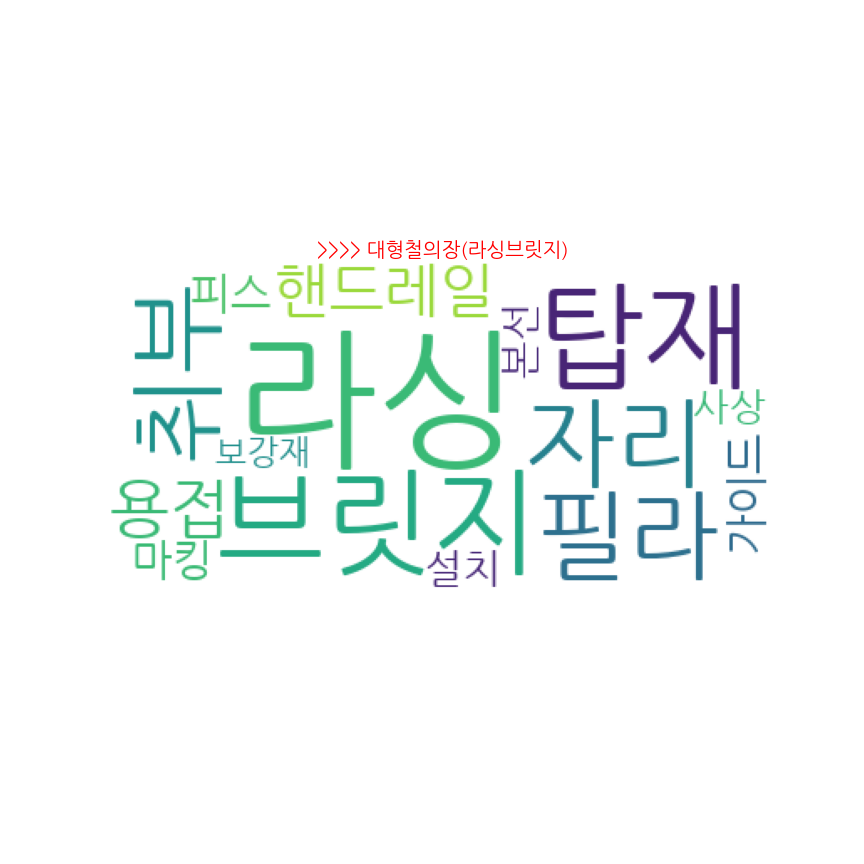 >>>> 대형철의장(라싱브릿지)
피스
핸드레일
취부
본선
탑재
라싱
자리
사상
보강재
용접
브릿지
필라
가이드
마킹
설치